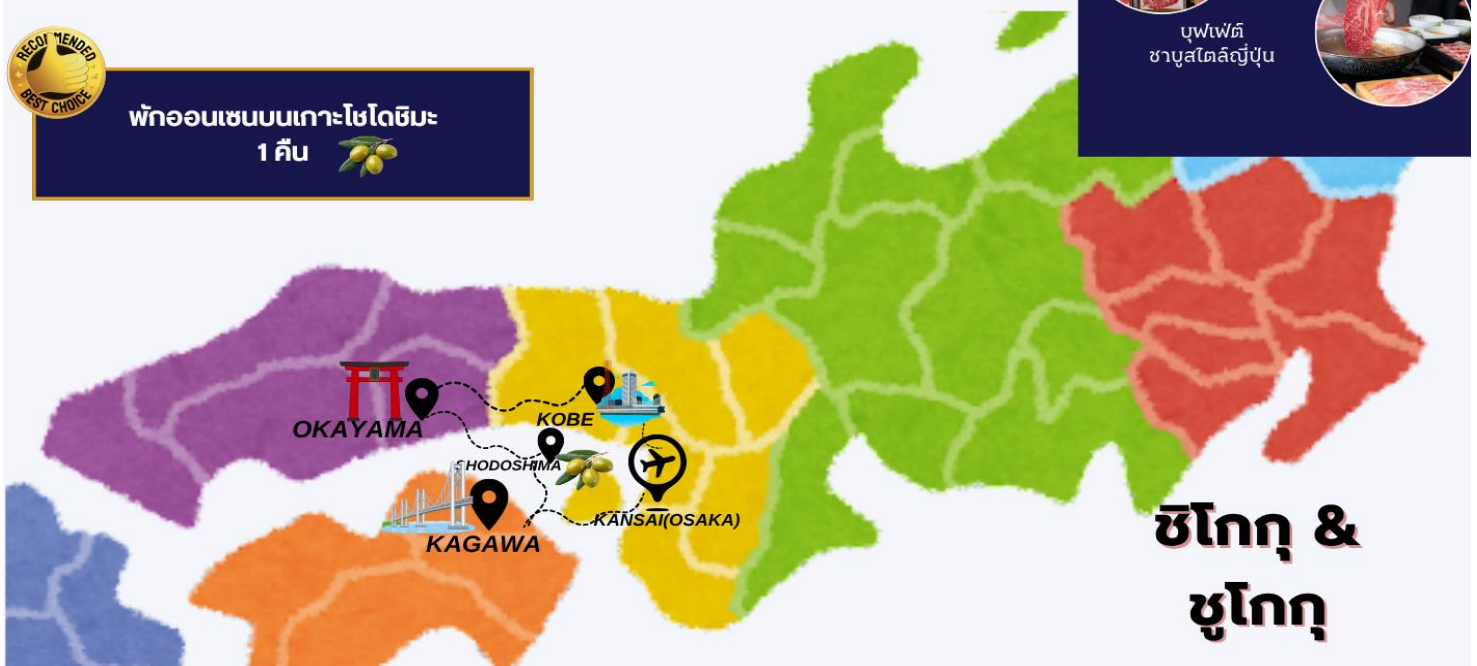 RECOMMENDED
BEST CHOICE
พักออนเซนบนเกาะโชโดชิมะ
1 คืน
บุฟเฟ่ต์
ชาบูสไตล์ญี่ปุ่น
OKAYAMA
KOBE
SHODOSHIMA
KANSAI(OSAKA)
KAGAWA
ชิโกกุ &
ชูโกกุ